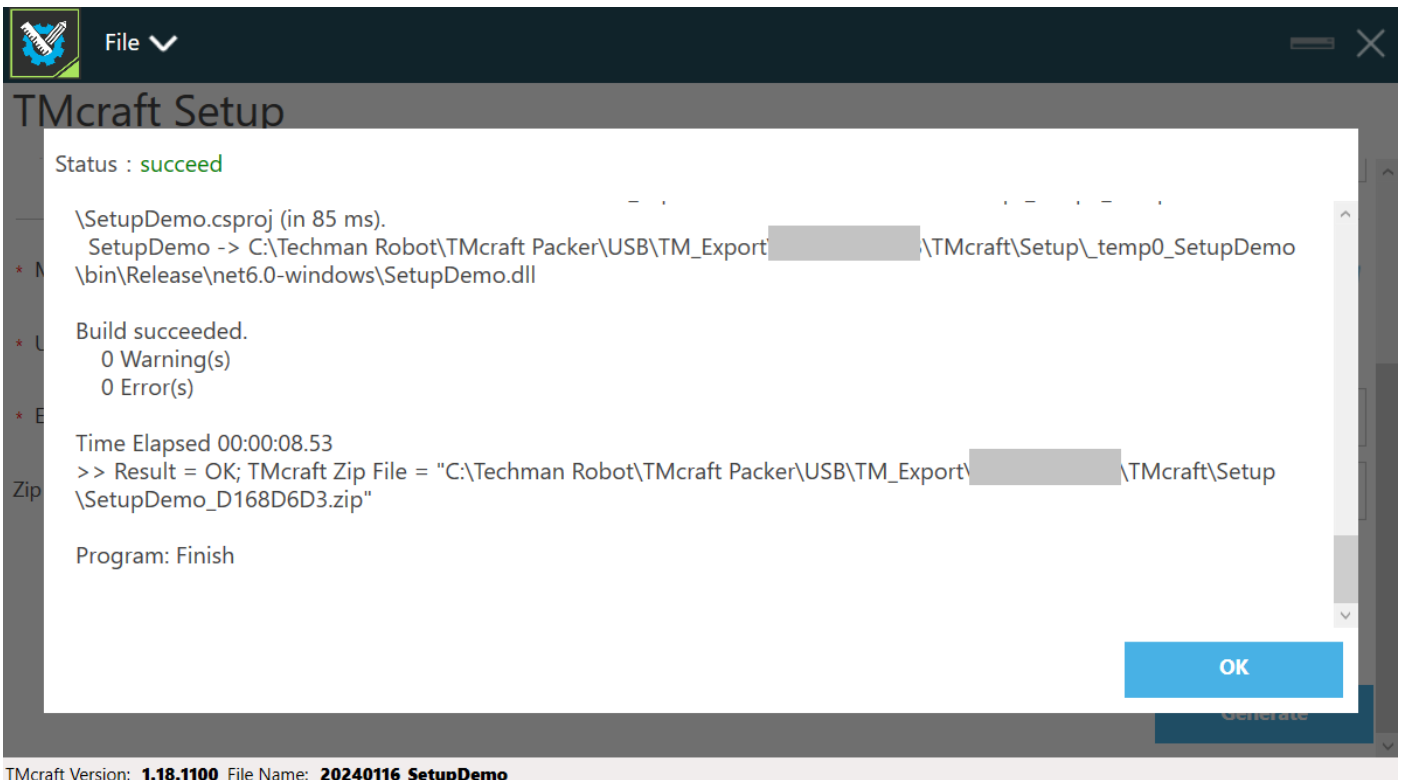 File
TMcraft Setup
Status : succeed
\SetupDemo.csproj (in 85 ms).
SetupDemo -> C:\Techman Robot\TMcraft Packer\USB\TM_Export\ \TMcraft\Setup\_temp0_SetupDemo
\bin\Release\net6.0-windows\SetupDemo.dll
* M
* U
Build succeeded.
0 Warning(s)
0 Error(s)
* E
Time Elapsed 00:00:08.53
>> Result = OK; TMcraft Zip File = "C:\Techman Robot\TMcraft Packer\USB\TM_Export\ \TMcraft\Setup
Zip
\SetupDemo_D168D6D3.zip"
Program: Finish
OK
Generate
TMcraft Version: 1.18.1100 File Name: 20240116_SetupDemo